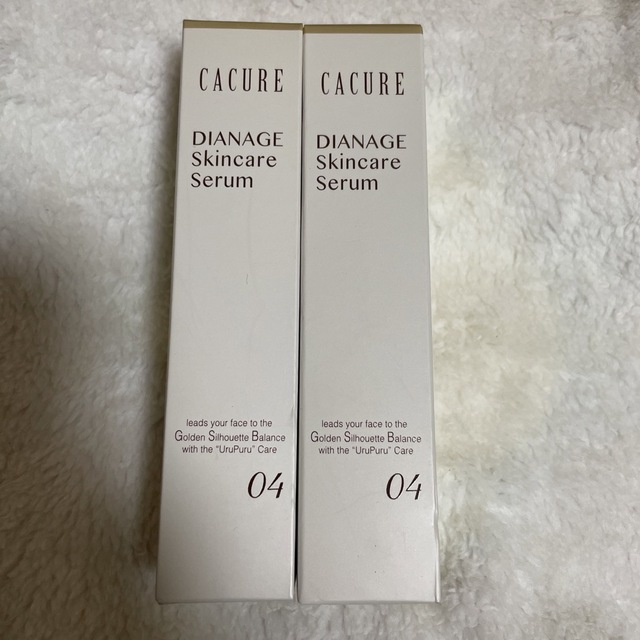 CACURE
DIANAGE
Skincare
Serum
leads your face to the
Golden Silhouette Balance
with the "UruPuru" Care
04
CACURE
DIANAGE
Skincare
Serum
leads your face to the
Golden Silhouette Balance
with the "UruPuru" Care
04